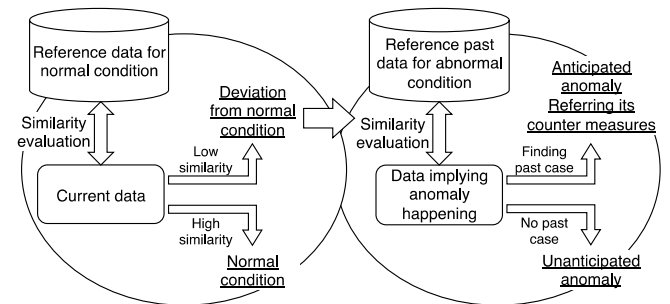 Reference data for
normal condition
Similarity
evaluation
Current data
Low
similarity
High
similarity
Deviation
from normal
condition
Normal
condition
Reference past
data for abnormal
condition
Similarity
evaluation
Data implying
anomaly
happening
Finding
past case
No past
case
Anticipated
anomaly
Referring its
counter measures
Unanticipated
anomaly